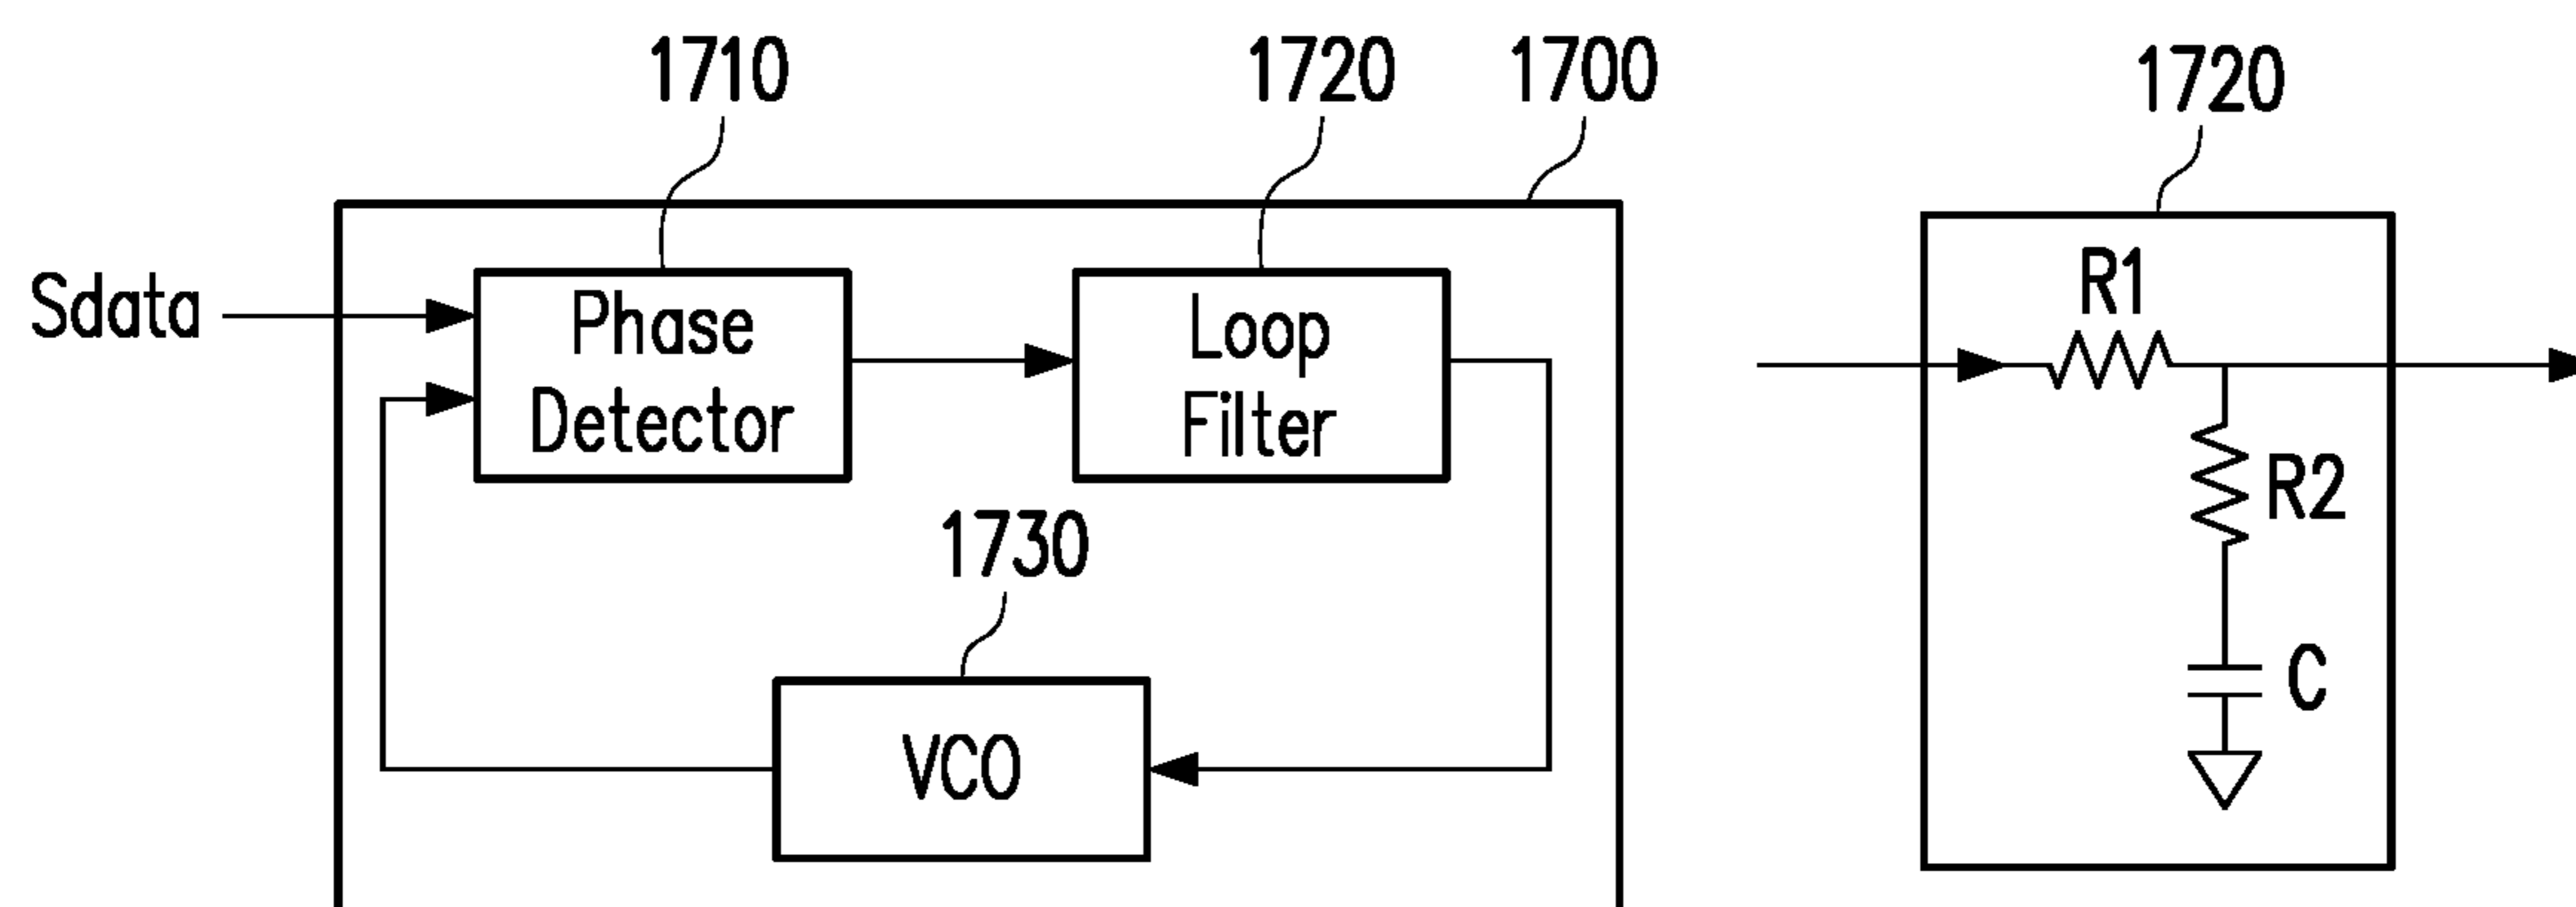 1710
1720
1700
1720
Sdata
Phase
Detector
Loop
Filter
R1
R2
1730
VCO
C